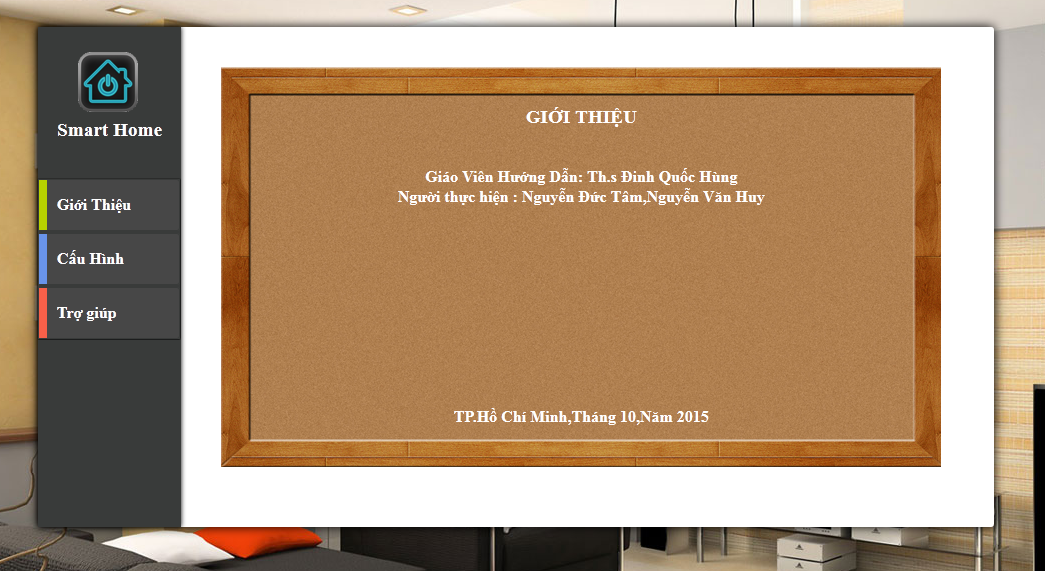 Smart Home
Giới Thiệu
Cấu Hình
Trợ giúp
GIỚI THIỆU
Giáo Viên Hướng Dẫn: Th.s Đinh Quốc Hùng
Người thực hiện : Nguyễn Đức Tâm,Nguyễn Văn Huy
TP.Hồ Chí Minh,Tháng 10,Năm 2015